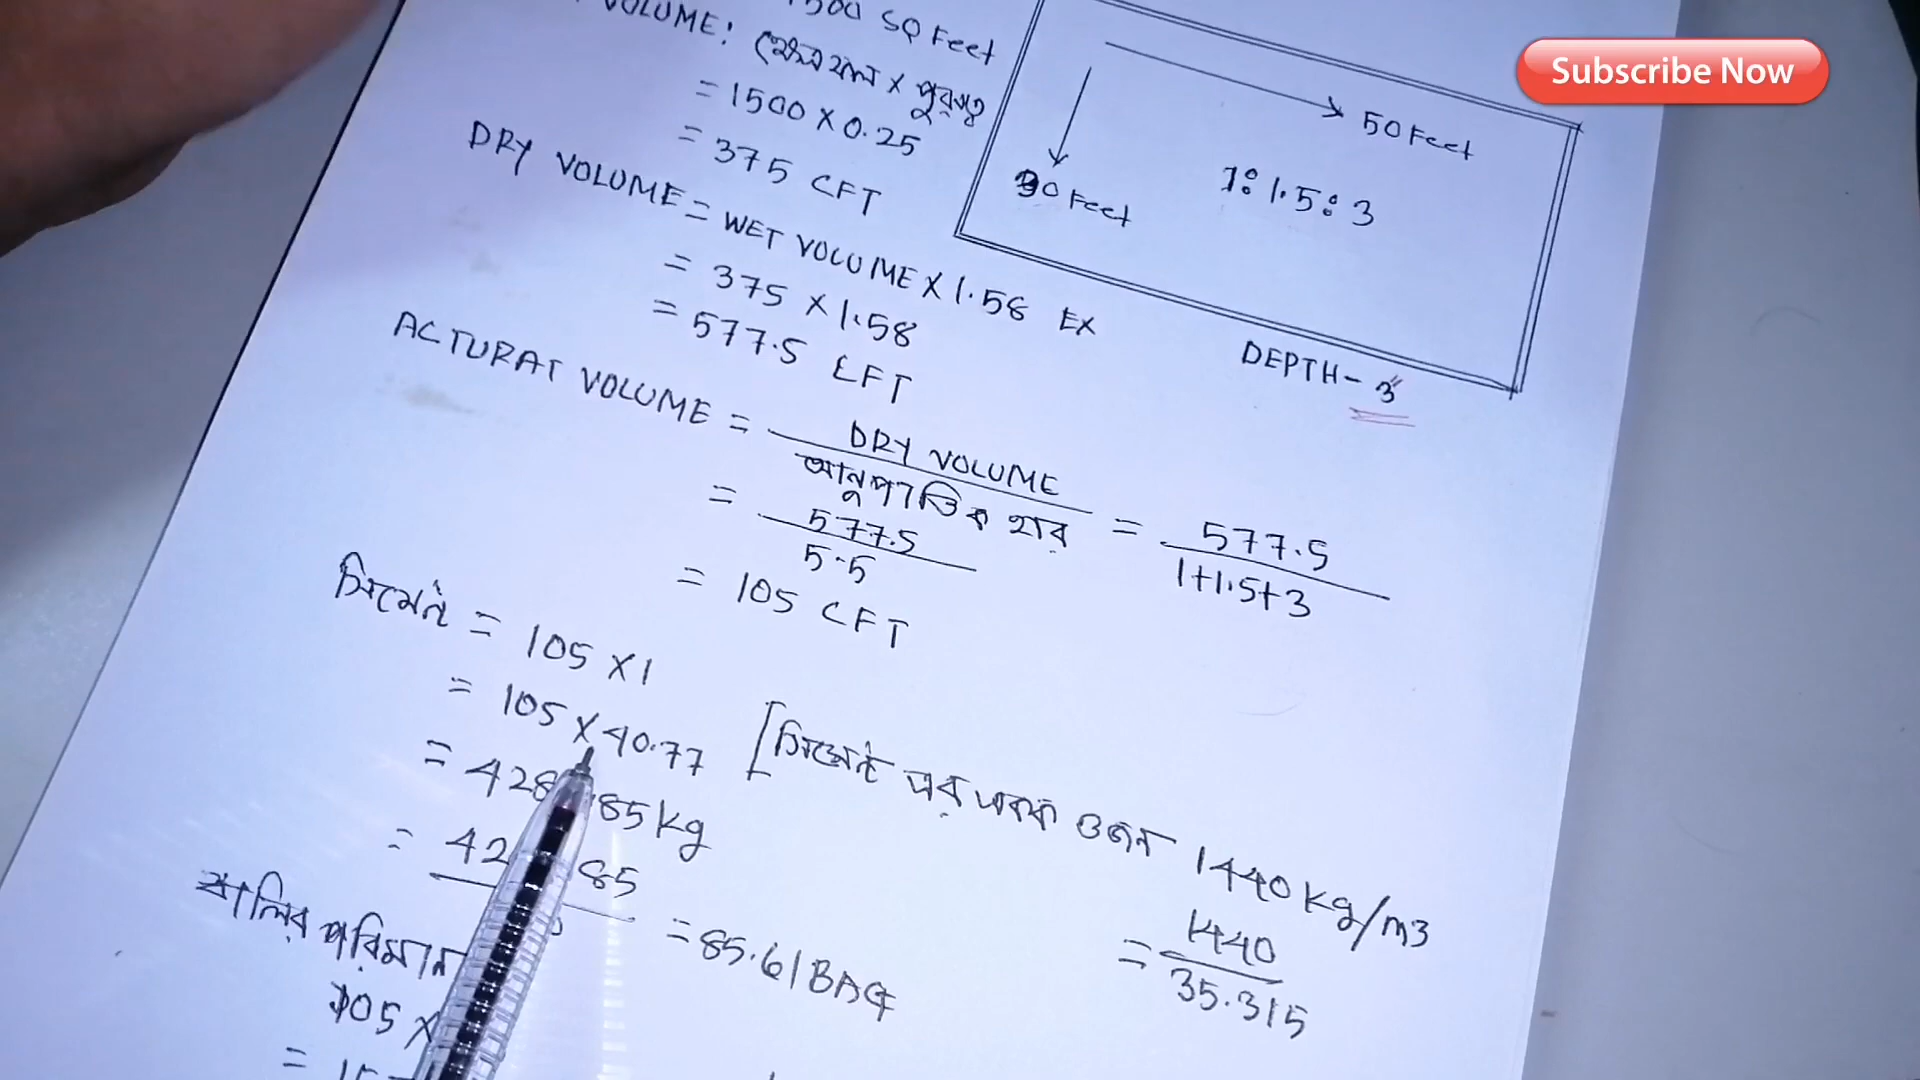 1500 SQ Feet
VOLUME: ক্ষেত্রফল × পুরুত্ব
= 1500 × 0.25
= 375 CFT
50 Feet
30 Feet
1:1.5:3
DEPTH - 3"
DRY VOLUME = WET VOLUME × 1.58 EX
= 375 × 1.58
= 577.5 CFT
ACTURAT VOLUME = DRY VOLUME / আনুপাতিক হার = 577.5 / 1+1.5+3
= 577.5 / 5.5
= 105 CFT
সিমেন্ট = 105 × 1
= 105 × 40.77 [সিমেন্ট এর একক ওজন 1440 kg/m3
= 428 .85 kg = 1440 / 35.315
= 42 85 = 85.61 BAG
বালির পরিমান
105 ×
= 15
Subscribe Now